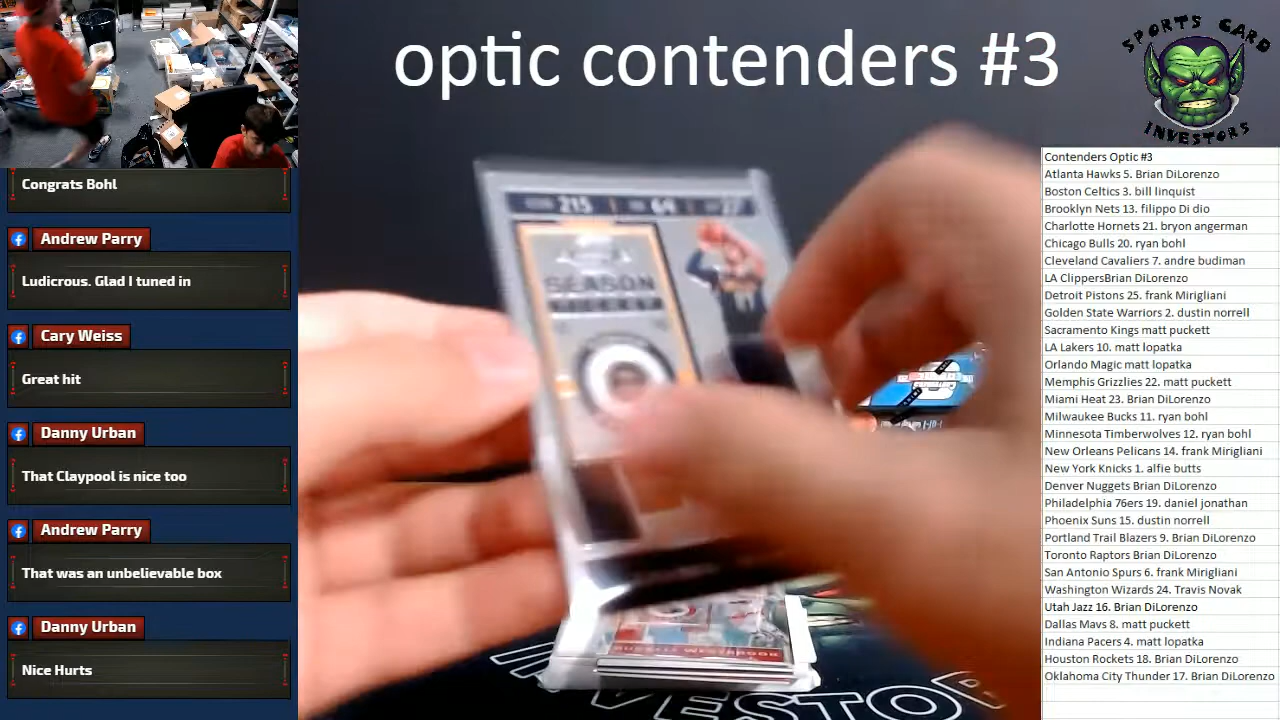 optic contenders #3
SPORTS CARD
INVESTORS
Congrats Bohl
Andrew Parry
Ludicrous. Glad I tuned in
Cary Weiss
Great hit
Danny Urban
That Claypool is nice too
Andrew Parry
That was an unbelievable box
Danny Urban
Nice Hurts
215 64 27
SEASON
TICKET
RUSSELL WESTBROOK
INVESTOR
Contenders Optic #3
Atlanta Hawks 5. Brian DiLorenzo
Boston Celtics 3. bill linquist
Brooklyn Nets 13. filippo Di dio
Charlotte Hornets 21. bryon angerman
Chicago Bulls 20. ryan bohl
Cleveland Cavaliers 7. andre budiman
LA ClippersBrian DiLorenzo
Detroit Pistons 25. frank Mirigliani
Golden State Warriors 2. dustin norrell
Sacramento Kings matt puckett
LA Lakers 10. matt lopatka
Orlando Magic matt lopatka
Memphis Grizzlies 22. matt puckett
Miami Heat 23. Brian DiLorenzo
Milwaukee Bucks 11. ryan bohl
Minnesota Timberwolves 12. ryan bohl
New Orleans Pelicans 14. frank Mirigliani
New York Knicks 1. alfie butts
Denver Nuggets Brian DiLorenzo
Philadelphia 76ers 19. daniel jonathan
Phoenix Suns 15. dustin norrell
Portland Trail Blazers 9. Brian DiLorenzo
Toronto Raptors Brian DiLorenzo
San Antonio Spurs 6. frank Mirigliani
Washington Wizards 24. Travis Novak
Utah Jazz 16. Brian DiLorenzo
Dallas Mavs 8. matt puckett
Indiana Pacers 4. matt lopatka
Houston Rockets 18. Brian DiLorenzo
Oklahoma City Thunder 17. Brian DiLorenzo